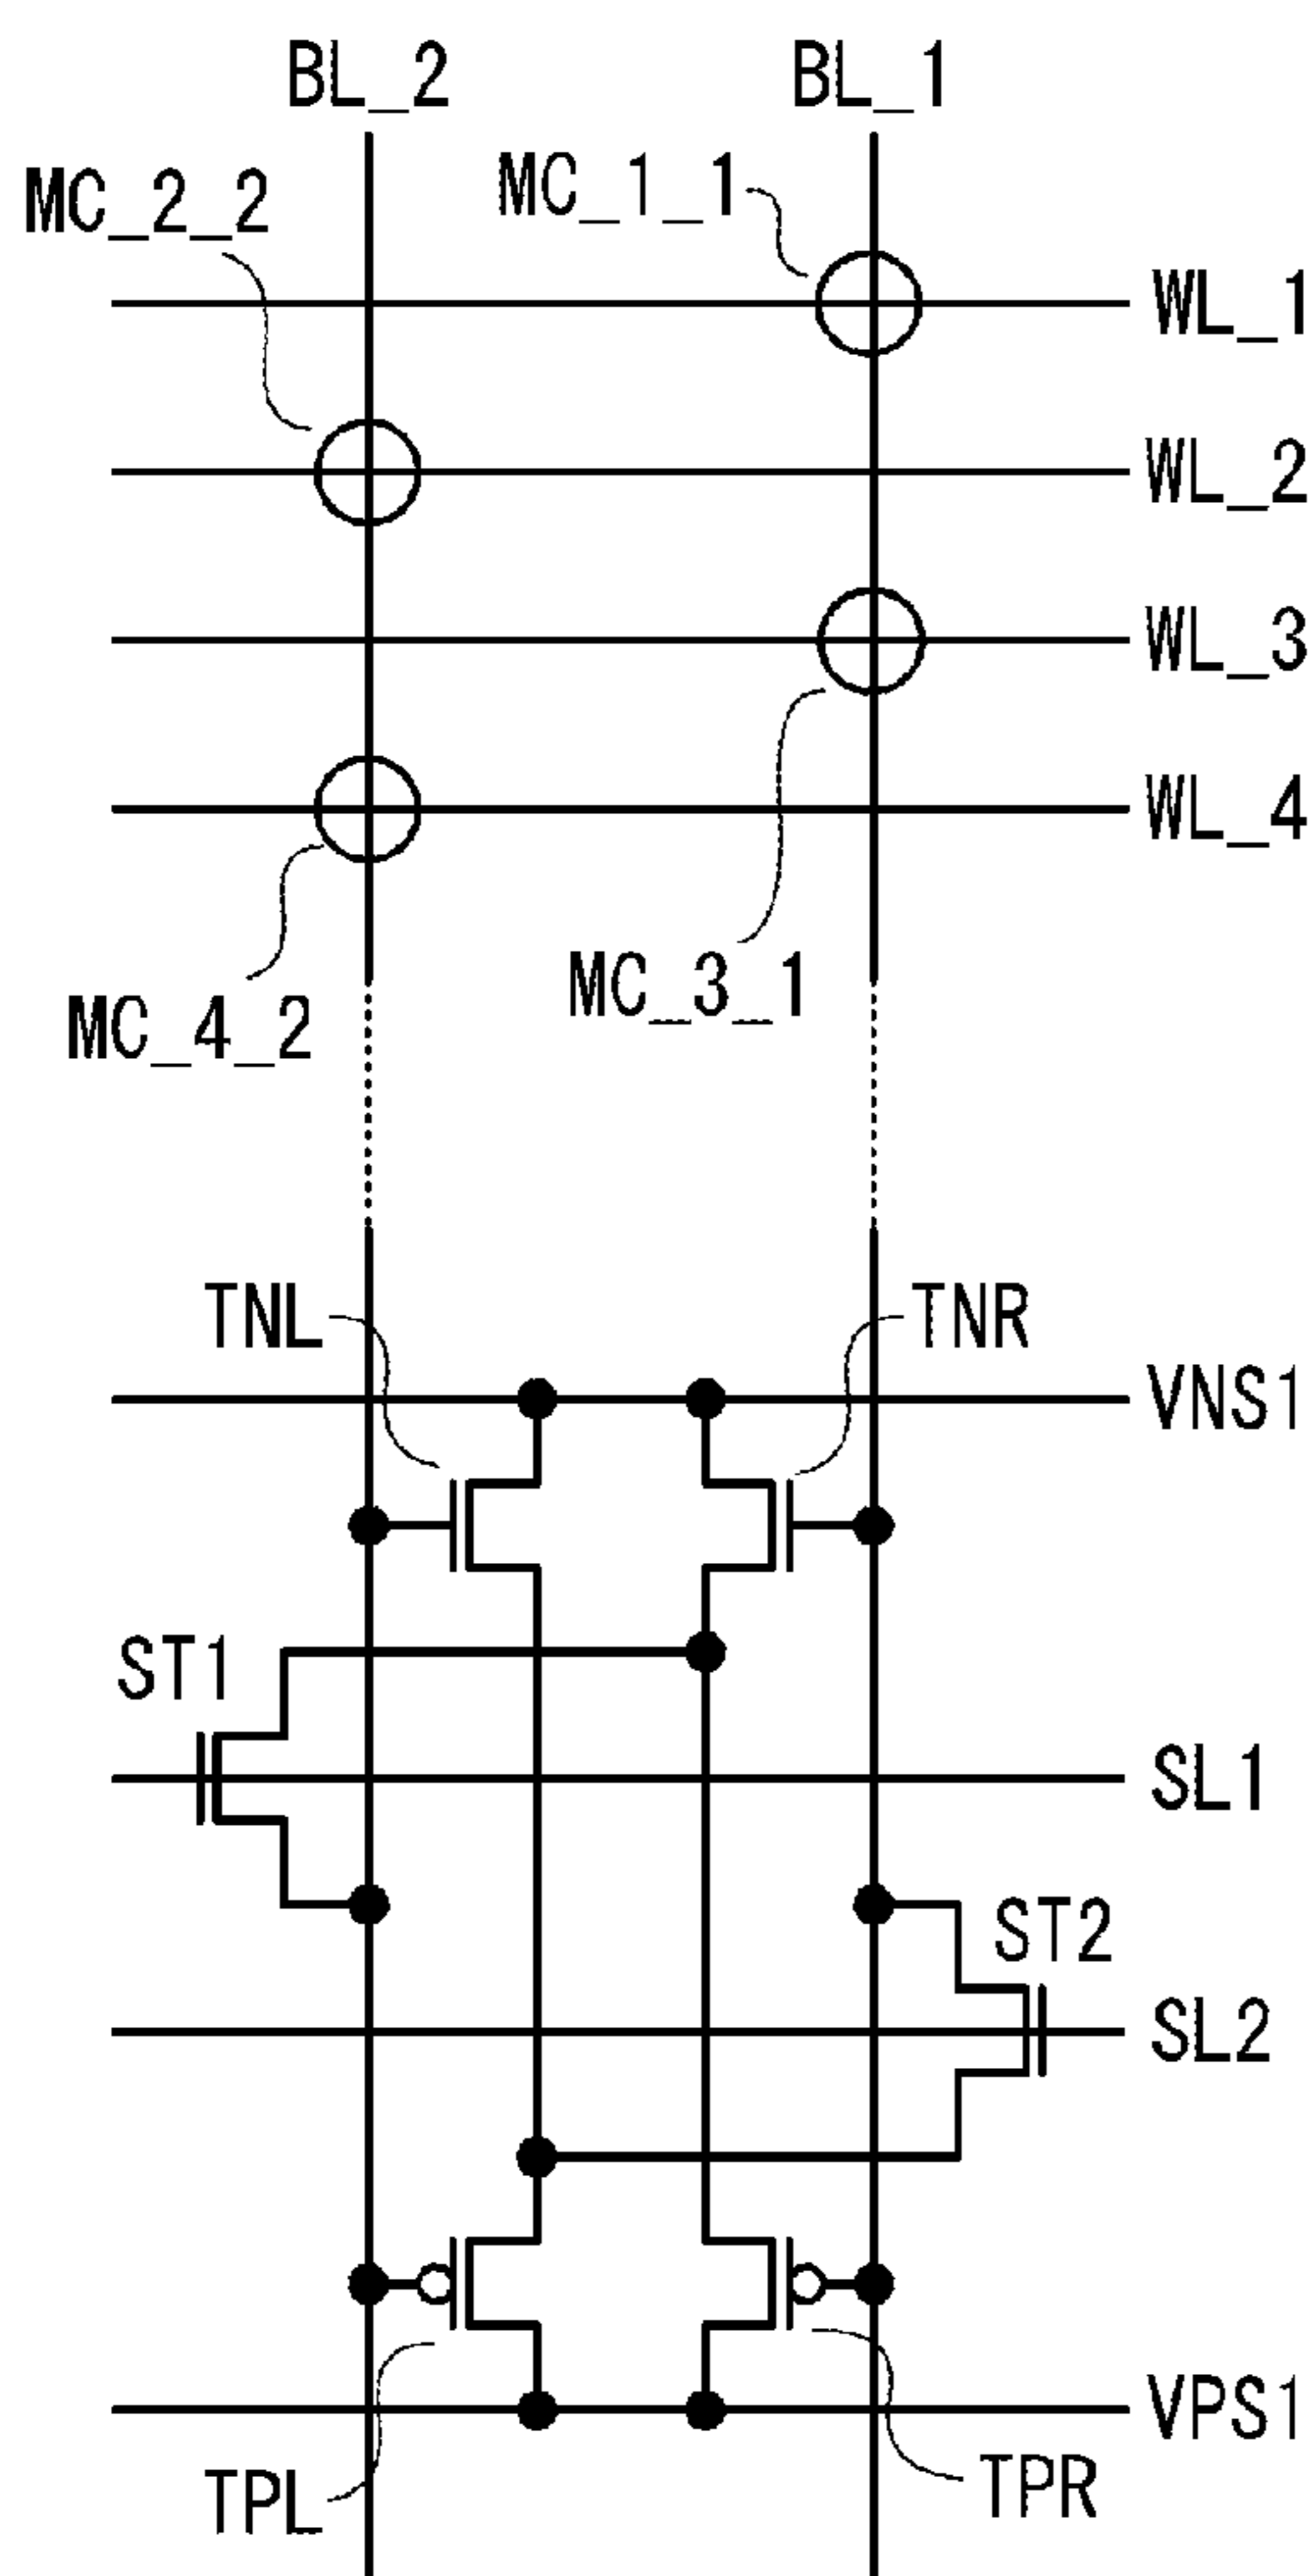 BL_2 BL_1
MC_2_2 MC_1_1
WL_1
WL_2
WL_3
WL_4
MC_3_1
MC_4_2
TNL TNR
VNS1
ST1
SL1
ST2
SL2
VPS1
TPL TPR